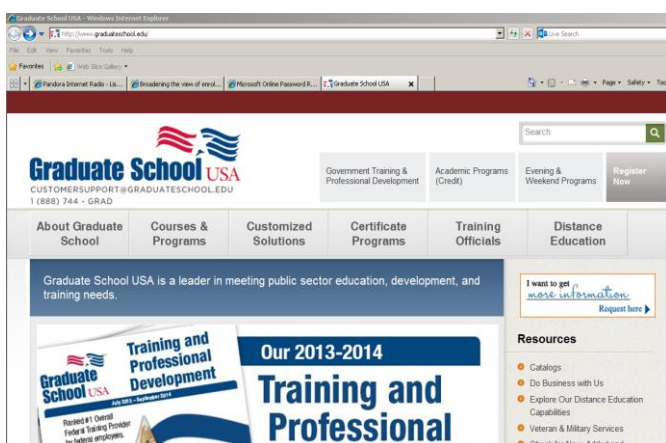 Graduate School USA - Windows Internet Explorer
http://www.graduateschool.edu/
Live Search
File Edit View Favorites Tools Help
Favorites Web Slice Gallery
Pandora Internet Radio - Lis... Broadening the view of enrol... Microsoft Online Password R... Graduate School USA Page Safety
Search
Graduate School USA
CUSTOMERSUPPORT@GRADUATESCHOOL.EDU
1 (888) 744 - GRAD
Government Training &
Professional Development
Academic Programs
(Credit)
Evening &
Weekend Programs
Register
Now
About Graduate
School
Courses &
Programs
Customized
Solutions
Certificate
Programs
Training
Officials
Distance
Education
Graduate School USA is a leader in meeting public sector education, development, and
training needs.
I want to get
more information
Request here
Resources
Catalogs
Do Business with Us
Explore Our Distance Education
Capabilities
Veteran & Military Services
Graduate
School USA
Training and
Professional
Development
July 2013 - September 2014
Ranked #1 Overall
Federal Training Provider
by federal employees.
Our 2013-2014
Training and
Professional